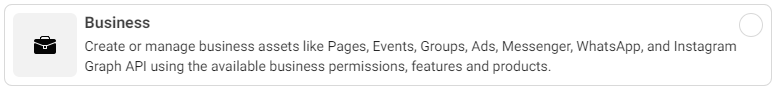 Business
Create or manage business assets like Pages, Events, Groups, Ads, Messenger, WhatsApp, and Instagram
Graph API using the available business permissions, features and products.